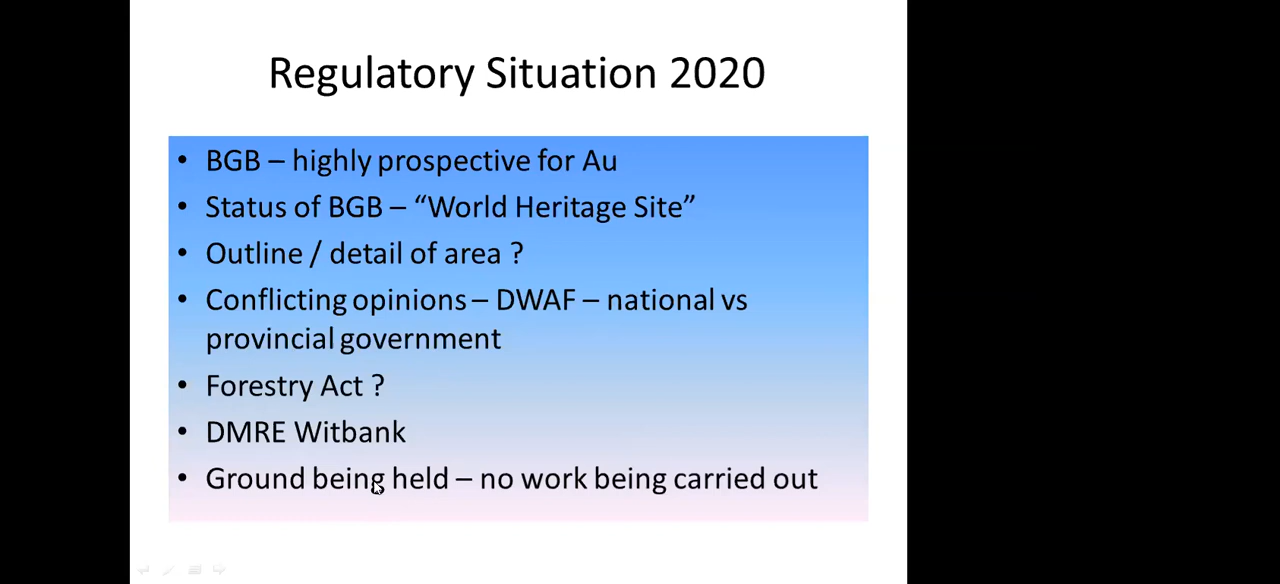 Regulatory Situation 2020
• BGB – highly prospective for Au
• Status of BGB – “World Heritage Site”
• Outline / detail of area ?
• Conflicting opinions – DWAF – national vs
provincial government
• Forestry Act ?
• DMRE Witbank
• Ground being held – no work being carried out